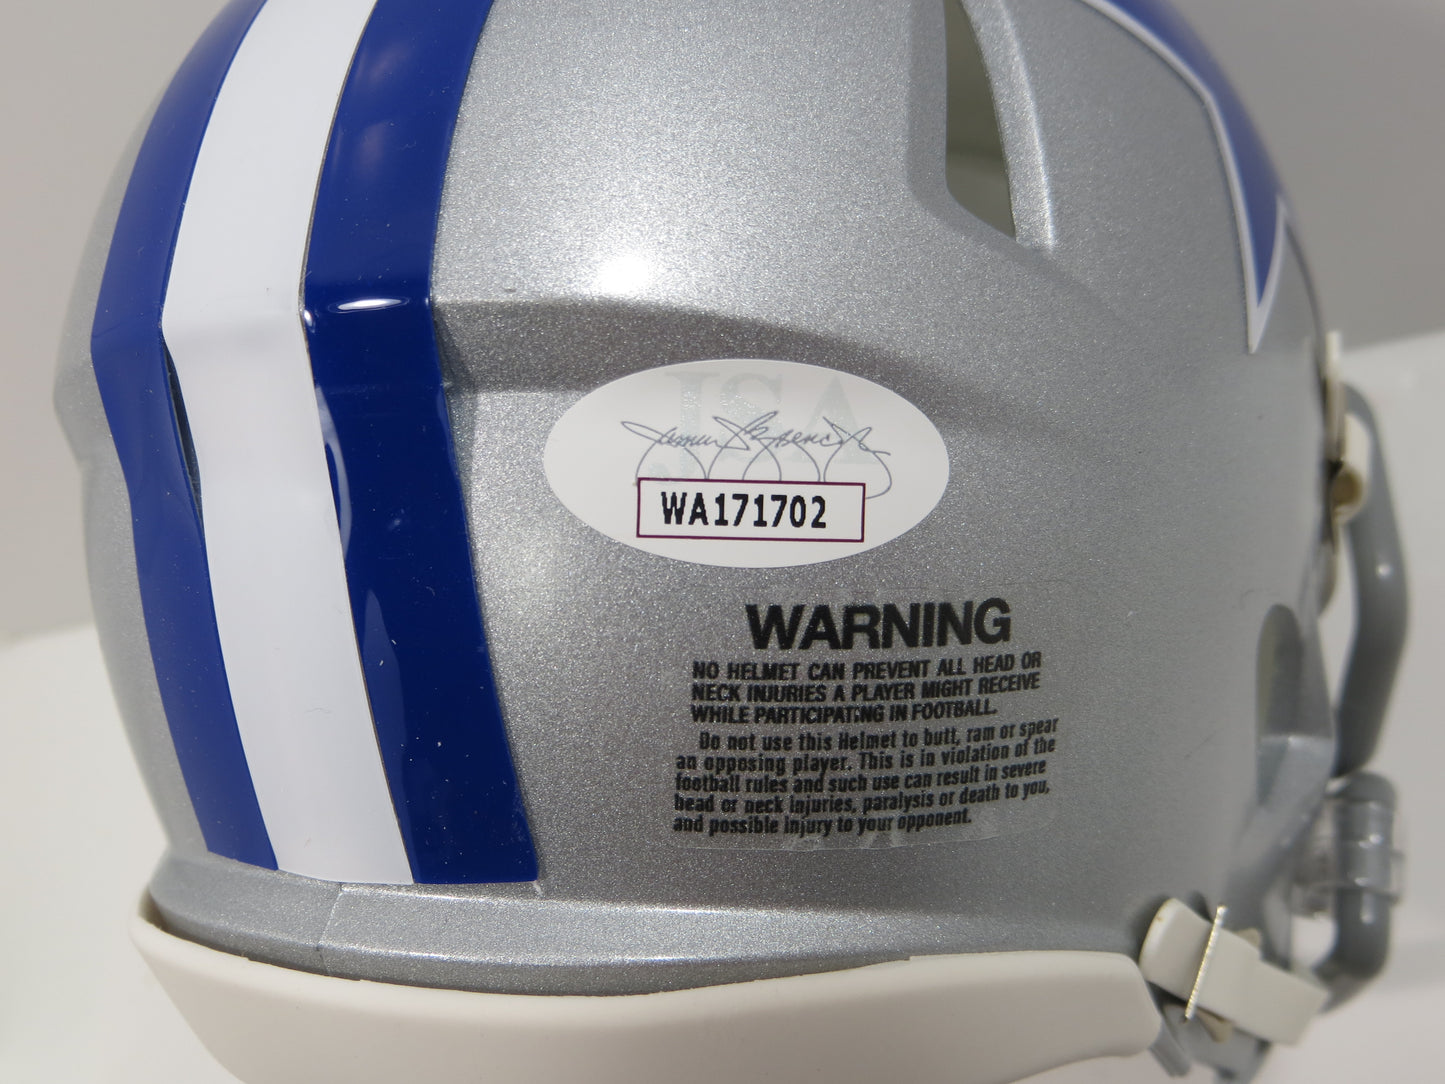 JSA
James Spence Jr
WA171702
WARNING
NO HELMET CAN PREVENT ALL HEAD OR
NECK INJURIES A PLAYER MIGHT RECEIVE
WHILE PARTICIPATING IN FOOTBALL.
Do not use this Helmet to butt, ram or spear
an opposing player. This is in violation of the
football rules and such use can result in severe
head or neck injuries, paralysis or death to you,
and possible injury to your opponent.